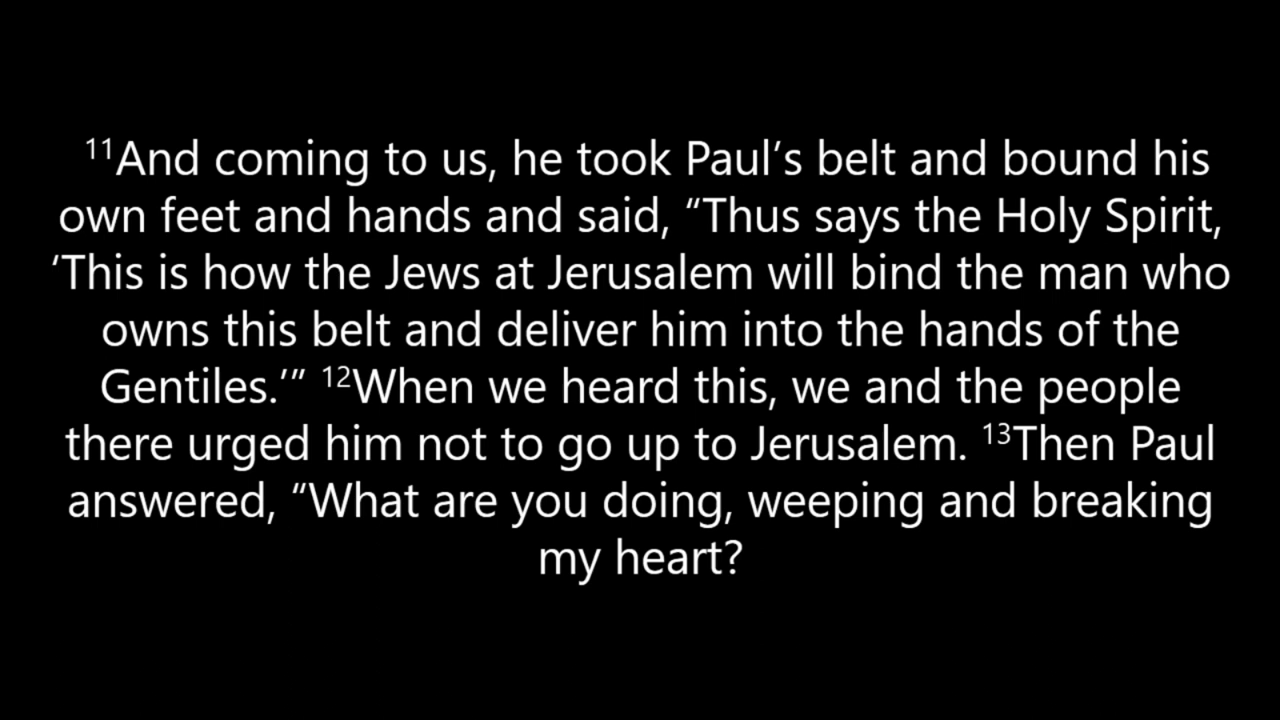 ¹¹And coming to us, he took Paul’s belt and bound his
own feet and hands and said, “Thus says the Holy Spirit,
‘This is how the Jews at Jerusalem will bind the man who
owns this belt and deliver him into the hands of the
Gentiles.’” ¹²When we heard this, we and the people
there urged him not to go up to Jerusalem. ¹³Then Paul
answered, “What are you doing, weeping and breaking
my heart?